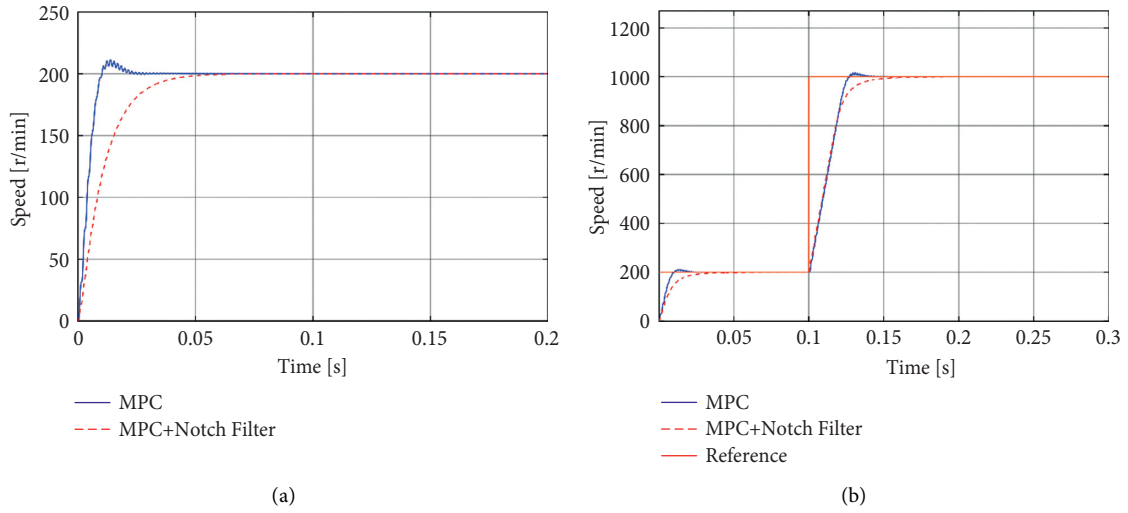 250
200
150
100
50
0
Speed [r/min]
0
0.05
0.1
0.15
0.2
Time [s]
MPC
MPC+Notch Filter
(a)
1200
1000
800
600
400
200
0
Speed [r/min]
0.05
0.1
0.15
0.2
0.25
0.3
Time [s]
MPC
MPC+Notch Filter
Reference
(b)